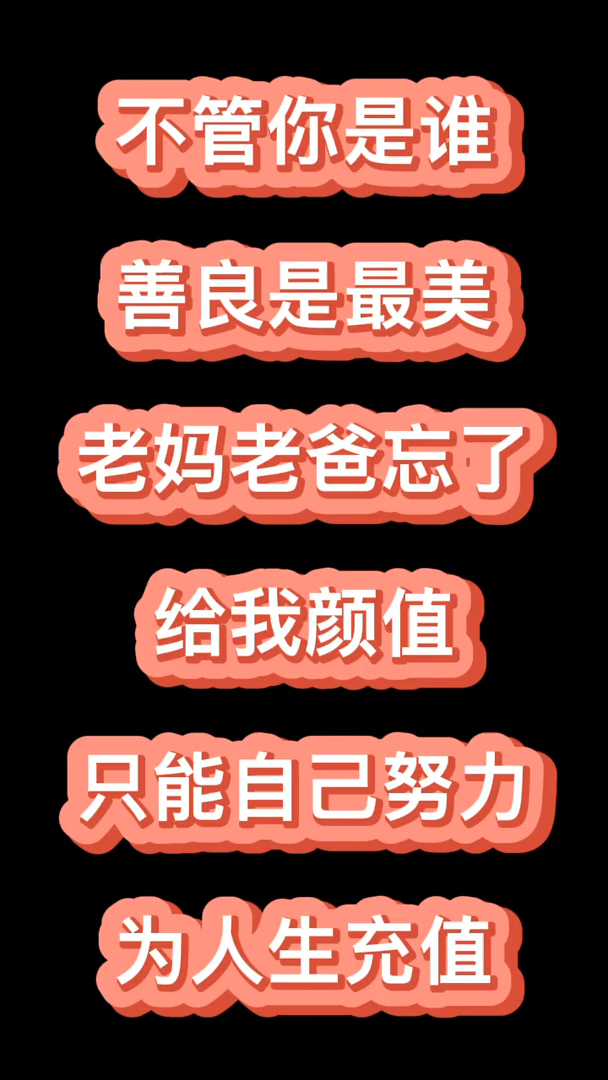 不管你是谁
善良是最美
老妈老爸忘了
给我颜值
只能自己努力
为人生充值